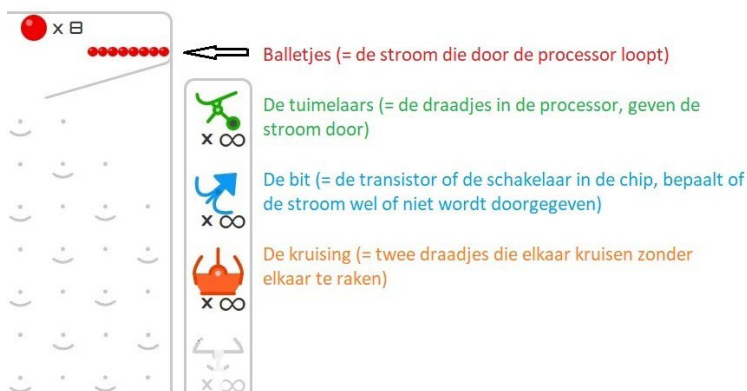 x 8
Balletjes (= de stroom die door de processor loopt)
De tuimelaars (= de draadjes in de processor, geven de
stroom door)
x ∞
De bit (= de transistor of de schakelaar in de chip, bepaalt of
de stroom wel of niet wordt doorgegeven)
x ∞
De kruising (= twee draadjes die elkaar kruisen zonder
elkaar te raken)
x ∞
x ∞